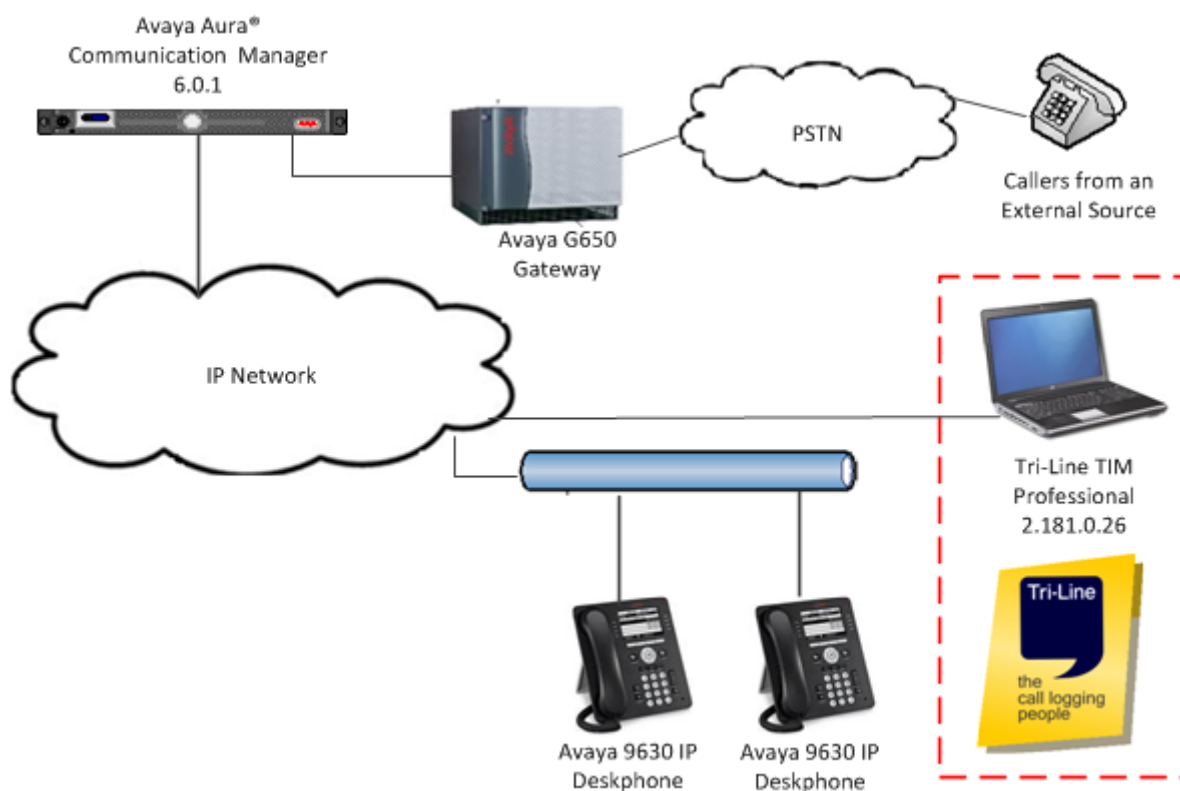 Avaya Aura®
Communication Manager
6.0.1
PSTN
Callers from an
External Source
Avaya G650
Gateway
IP Network
Tri-Line TIM
Professional
2.181.0.26
Tri-Line
the
call logging
people
Avaya 9630 IP
Deskphone
Avaya 9630 IP
Deskphone